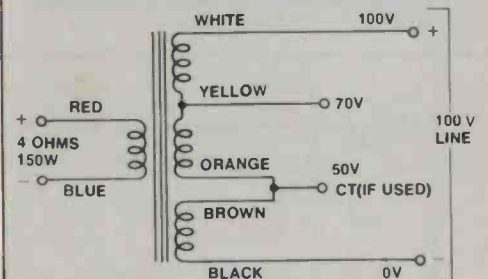 WHITE 100V
+
YELLOW
70V
RED
+
4 OHMS
150W
100 V
LINE
-
BLUE
ORANGE
50V
CT(IF USED)
BROWN
BLACK 0V
-